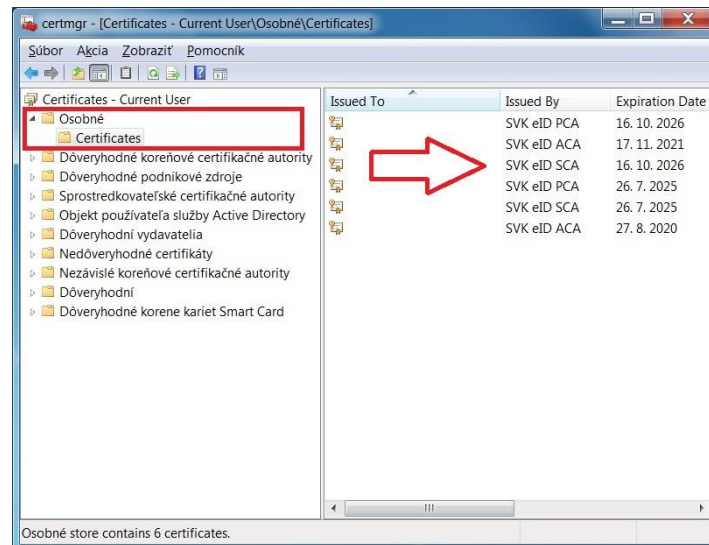 certmgr - [Certificates - Current User\Osobné\Certificates]
Súbor Akcia Zobraziť Pomocník
Certificates - Current User
Osobné
Certificates
Dôveryhodné koreňové certifikačné autority
Dôveryhodné podnikové zdroje
Sprostredkovateľské certifikačné autority
Objekt používateľa služby Active Directory
Dôveryhodní vydavatelia
Nedôveryhodné certifikáty
Nezávislé koreňové certifikačné autority
Dôveryhodní
Dôveryhodné korene kariet Smart Card
Issued To Issued By Expiration Date
SVK eID PCA 16. 10. 2026
SVK eID ACA 17. 11. 2021
SVK eID SCA 16. 10. 2026
SVK eID PCA 26. 7. 2025
SVK eID SCA 26. 7. 2025
SVK eID ACA 27. 8. 2020
Osobné store contains 6 certificates.